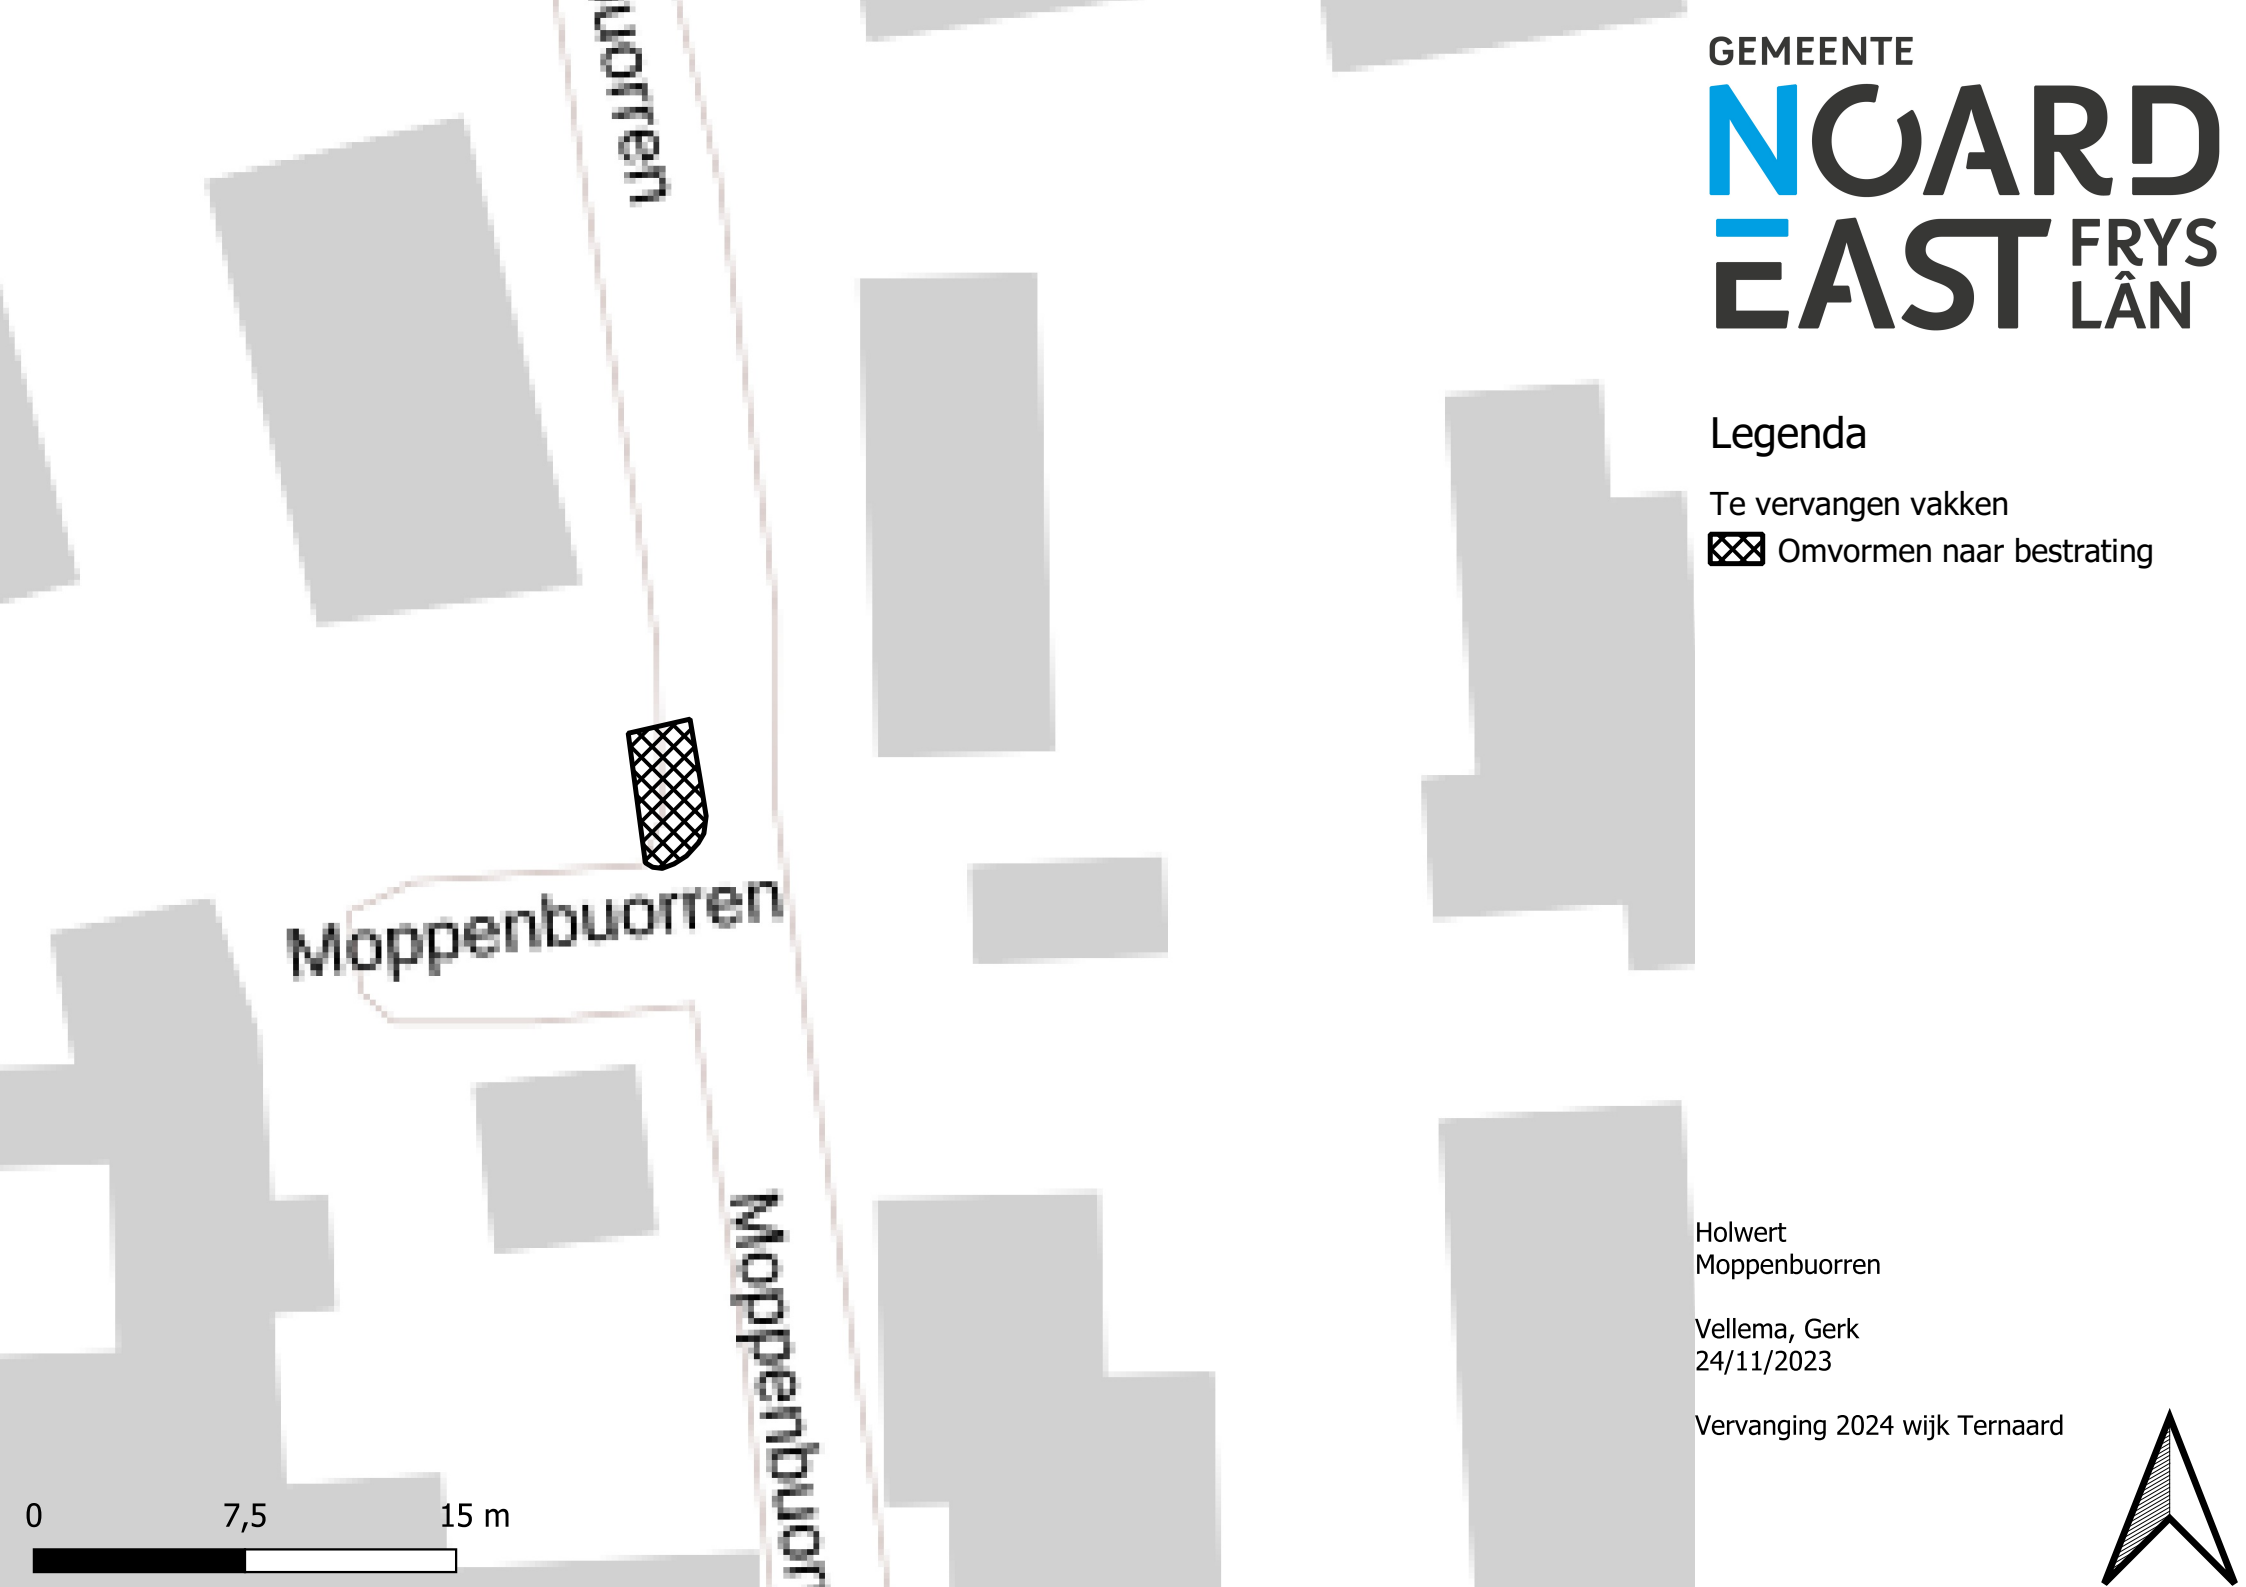 uorren
Moppenbuorren
Moppenbuorr
0 7,5 15 m
GEMEENTE
NOARD
EAST FRYS
LÂN
Legenda
Te vervangen vakken
Omvormen naar bestrating
Holwert
Moppenbuorren
Vellema, Gerk
24/11/2023
Vervanging 2024 wijk Ternaard